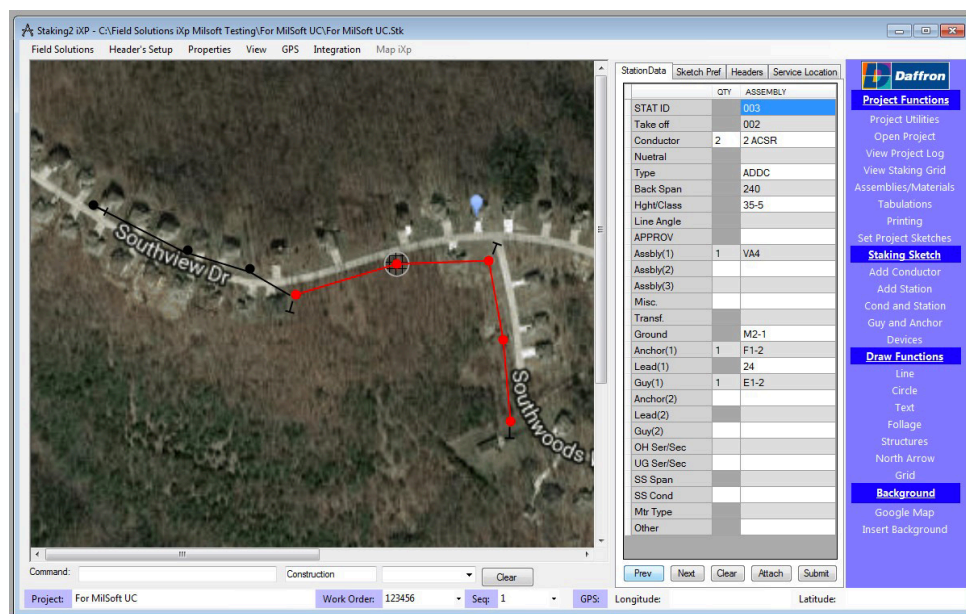 Staking2 iXP - C:\Field Solutions iXp Milsoft Testing\For MilSoft UC\For MilSoft UC.Stk
Field Solutions Header's Setup Properties View GPS Integration Map iXp
Southview Dr
Southwoods
StationData Sketch Pref Headers Service Location
QTY ASSEMBLY
STAT ID 003
Take off 002
Conductor 2 2 ACSR
Nuetral
Type ADDC
Back Span 240
Hght/Class 35-5
Line Angle
APPROV
Assbly(1) 1 VA4
Assbly(2)
Assbly(3)
Misc.
Transf.
Ground M2-1
Anchor(1) 1 F1-2
Lead(1) 24
Guy(1) 1 E1-2
Anchor(2)
Lead(2)
Guy(2)
OH Ser/Sec
UG Ser/Sec
SS Span
SS Cond
Mtr Type
Other
Prev Next Clear Attach Submit
Daffron
Project Functions
Project Utilities
Open Project
View Project Log
View Staking Grid
Assemblies/Materials
Tabulations
Printing
Set Project Sketches
Staking Sketch
Add Conductor
Add Station
Cond and Station
Guy and Anchor
Devices
Draw Functions
Line
Circle
Text
Follage
Structures
North Arrow
Grid
Background
Google Map
Insert Background
Command: Construction Clear
Project: For MilSoft UC Work Order: 123456 Seq: 1 GPS: Longitude: Latitude: